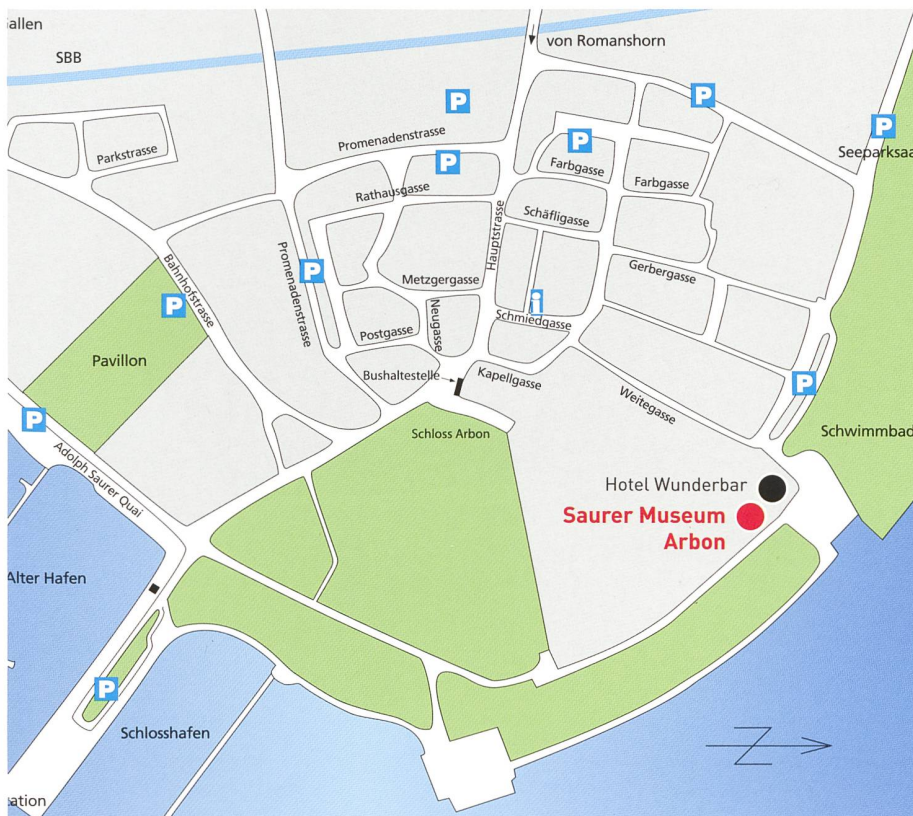 allen
von Romanshorn
SBB
P
P
Promenadenstrasse
P
P
Parkstrasse
Seeparksaa
P
Farbgasse
Farbgasse
Rathausgasse
Schäfligasse
Hauptstrasse
Promenadenstrasse
P
Metzgergasse
Gerbergasse
Bahnhofstrasse
P
i
Neugasse
Schmiedgasse
Postgasse
Pavillon
Bushaltestelle
Kapellgasse
Weitegasse
P
P
Schloss Arbon
Schwimmbad
Adolph Saurer Quai
Hotel Wunderbar
Saurer Museum
Arbon
Alter Hafen
P
Schlosshafen
Z
ation